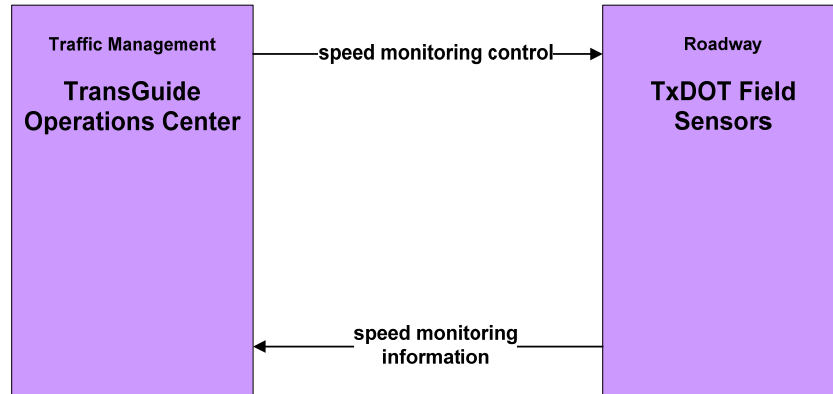 Traffic Management
TransGuide
Operations Center
speed monitoring control
Roadway
TxDOT Field
Sensors
speed monitoring
information